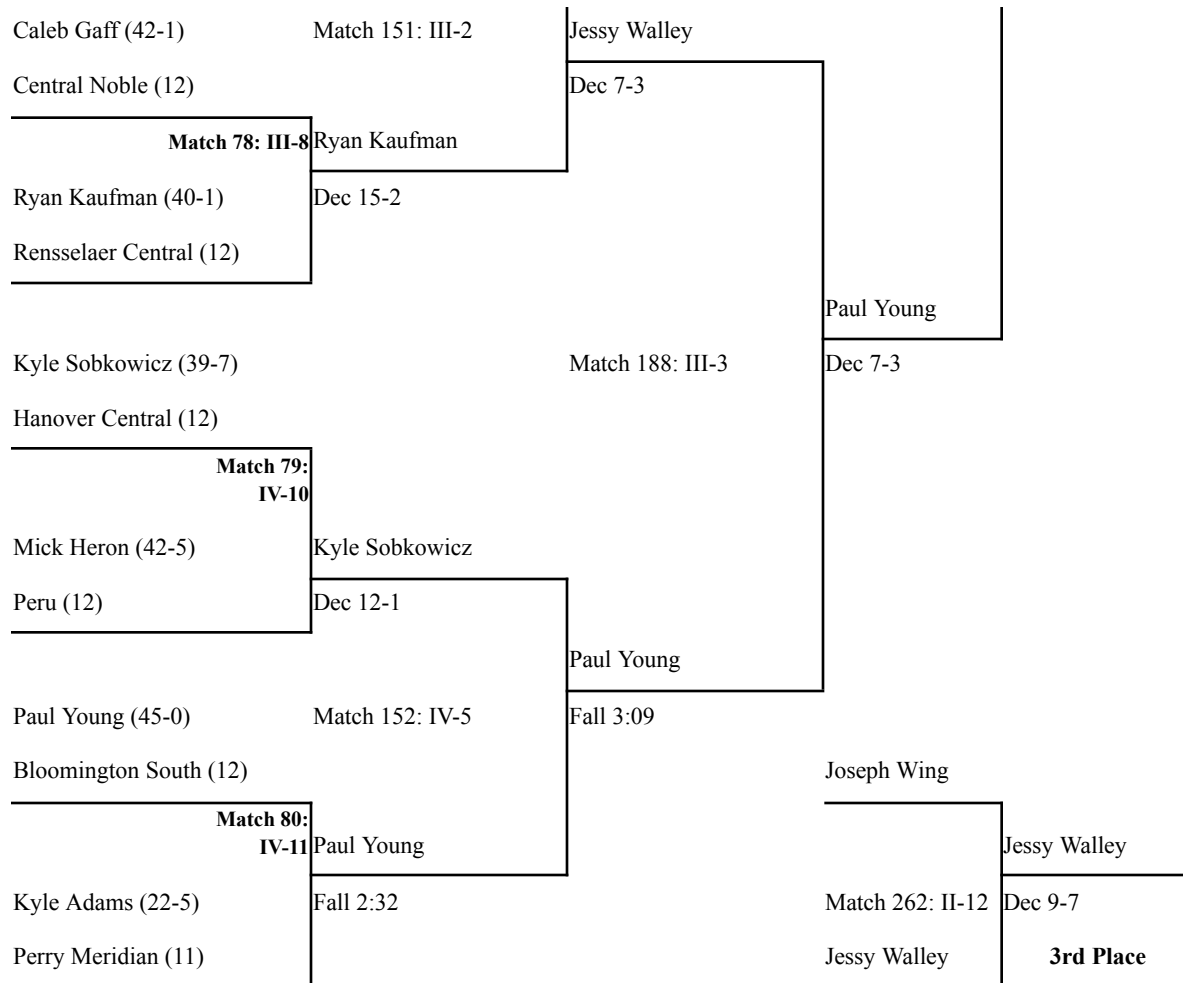 Caleb Gaff (42-1) Match 151: III-2 Jessy Walley
Central Noble (12) Dec 7-3
Match 78: III-8 Ryan Kaufman
Ryan Kaufman (40-1) Dec 15-2
Rensselaer Central (12)
Paul Young
Kyle Sobkowicz (39-7) Match 188: III-3 Dec 7-3
Hanover Central (12)
Match 79:
IV-10
Mick Heron (42-5) Kyle Sobkowicz
Peru (12) Dec 12-1
Paul Young
Paul Young (45-0) Match 152: IV-5 Fall 3:09
Bloomington South (12) Joseph Wing
Match 80:
IV-11 Paul Young Jessy Walley
Kyle Adams (22-5) Fall 2:32 Match 262: II-12 Dec 9-7
Perry Meridian (11) Jessy Walley 3rd Place